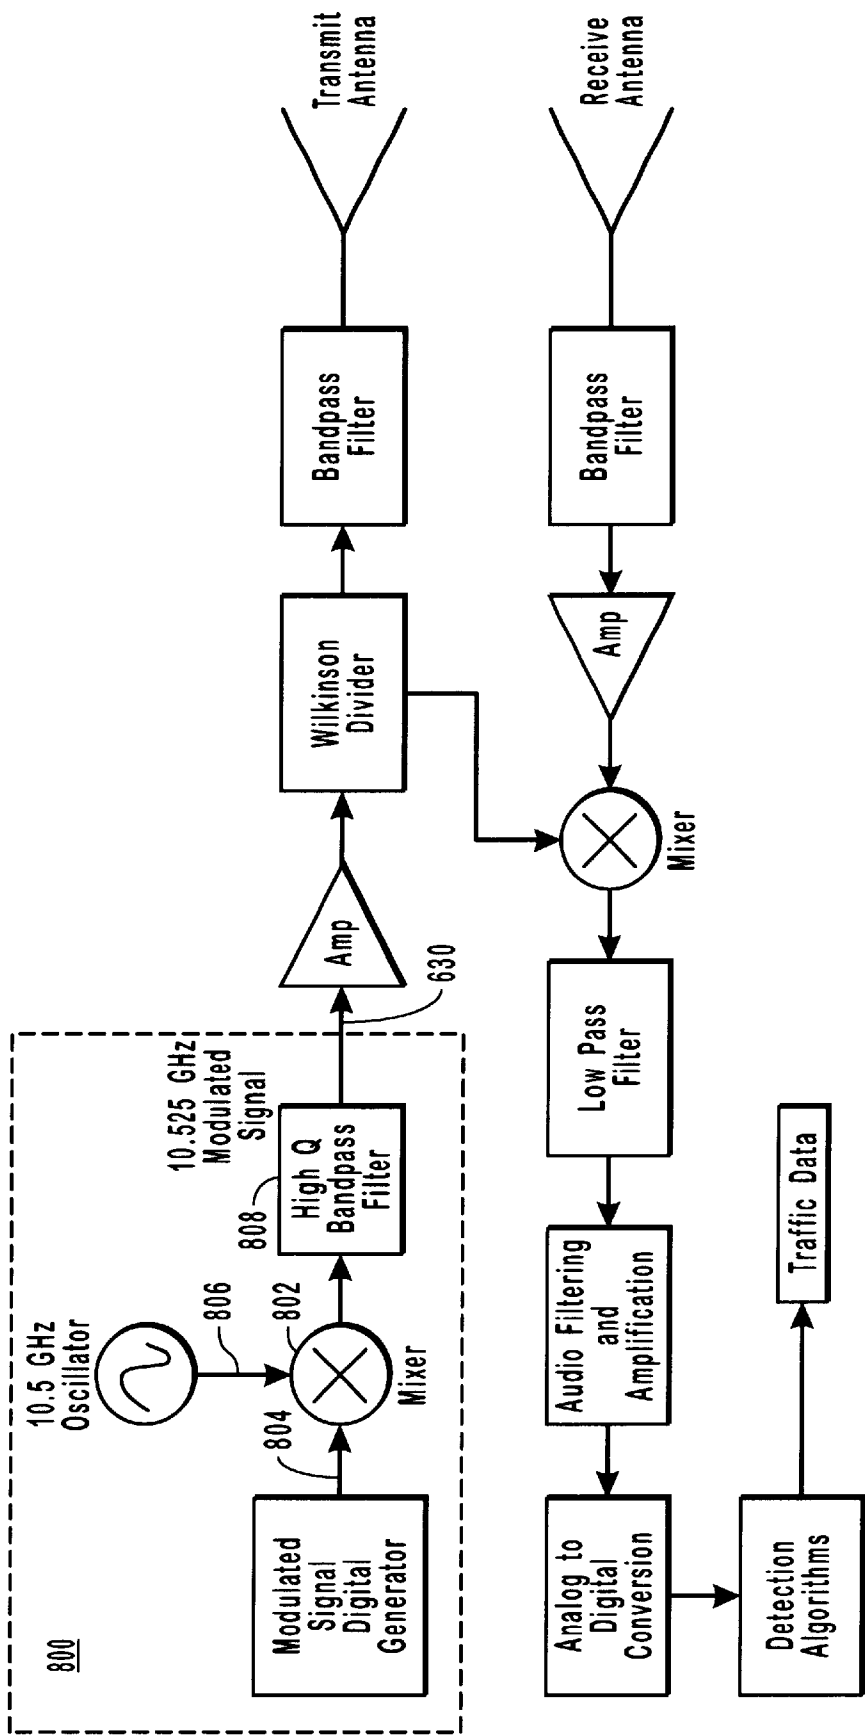 800
10.5 GHz
Oscillator
806
802
Mixer
804
Modulated
Signal
Digital
Generator
10.525 GHz
Modulated
Signal
808
High Q
Bandpass
Filter
630
Amp
Wilkinson
Divider
Bandpass
Filter
Transmit
Antenna
Receive
Antenna
Bandpass
Filter
Amp
Mixer
Low Pass
Filter
Audio Filtering
and
Amplification
Analog to
Digital
Conversion
Detection
Algorithms
Traffic Data